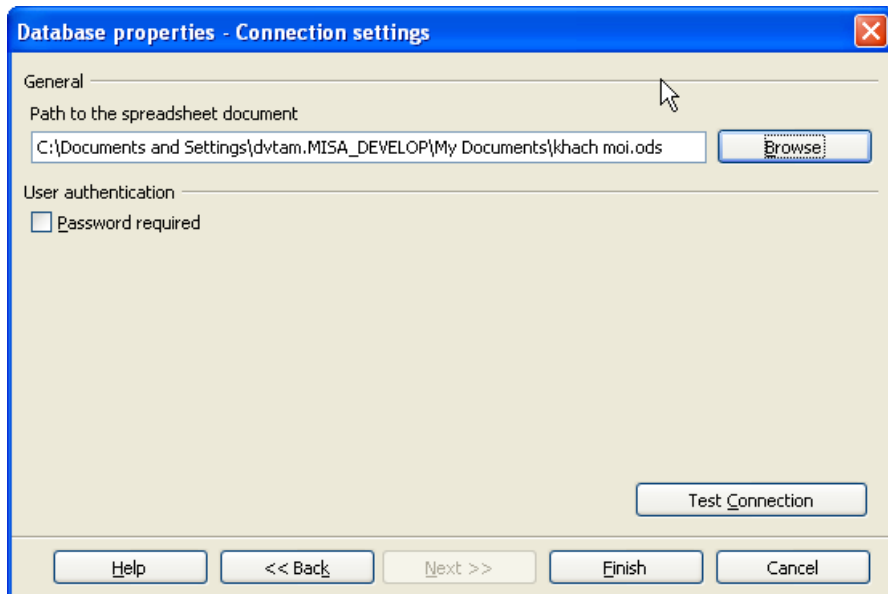 Database properties - Connection settings
General
Path to the spreadsheet document
C:\Documents and Settings\dvtam.MISA_DEVELOP\My Documents\khach moi.ods Browse
User authentication
Password required
Test Connection
Help << Back Next >> Finish Cancel